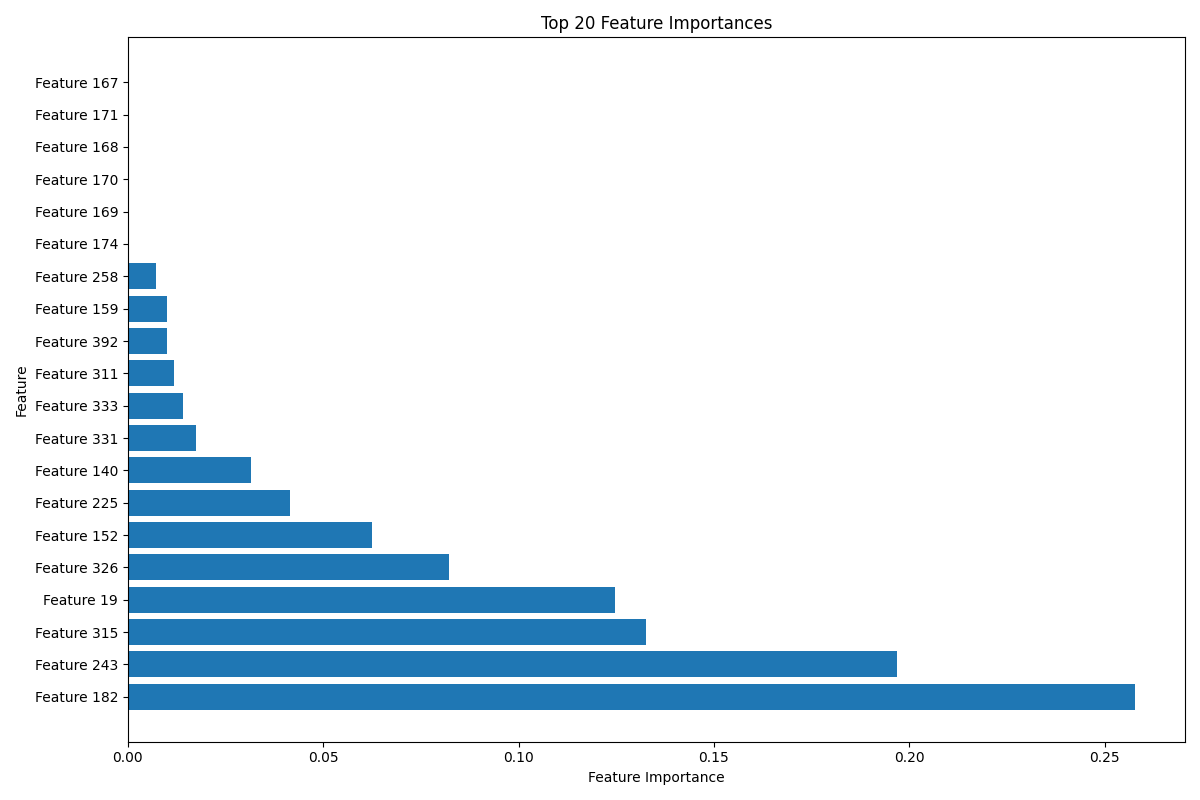 Top 20 Feature Importances
Feature
Feature 167
Feature 171
Feature 168
Feature 170
Feature 169
Feature 174
Feature 258
Feature 159
Feature 392
Feature 311
Feature 333
Feature 331
Feature 140
Feature 225
Feature 152
Feature 326
Feature 19
Feature 315
Feature 243
Feature 182
0.00 0.05 0.10 0.15 0.20 0.25
Feature Importance